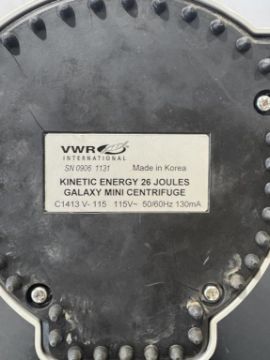 VWR
INTERNATIONAL
SN 0906 1131 Made in Korea
KINETIC ENERGY 26 JOULES
GALAXY MINI CENTRIFUGE
C1413 V- 115 115V~ 50/60Hz 130mA